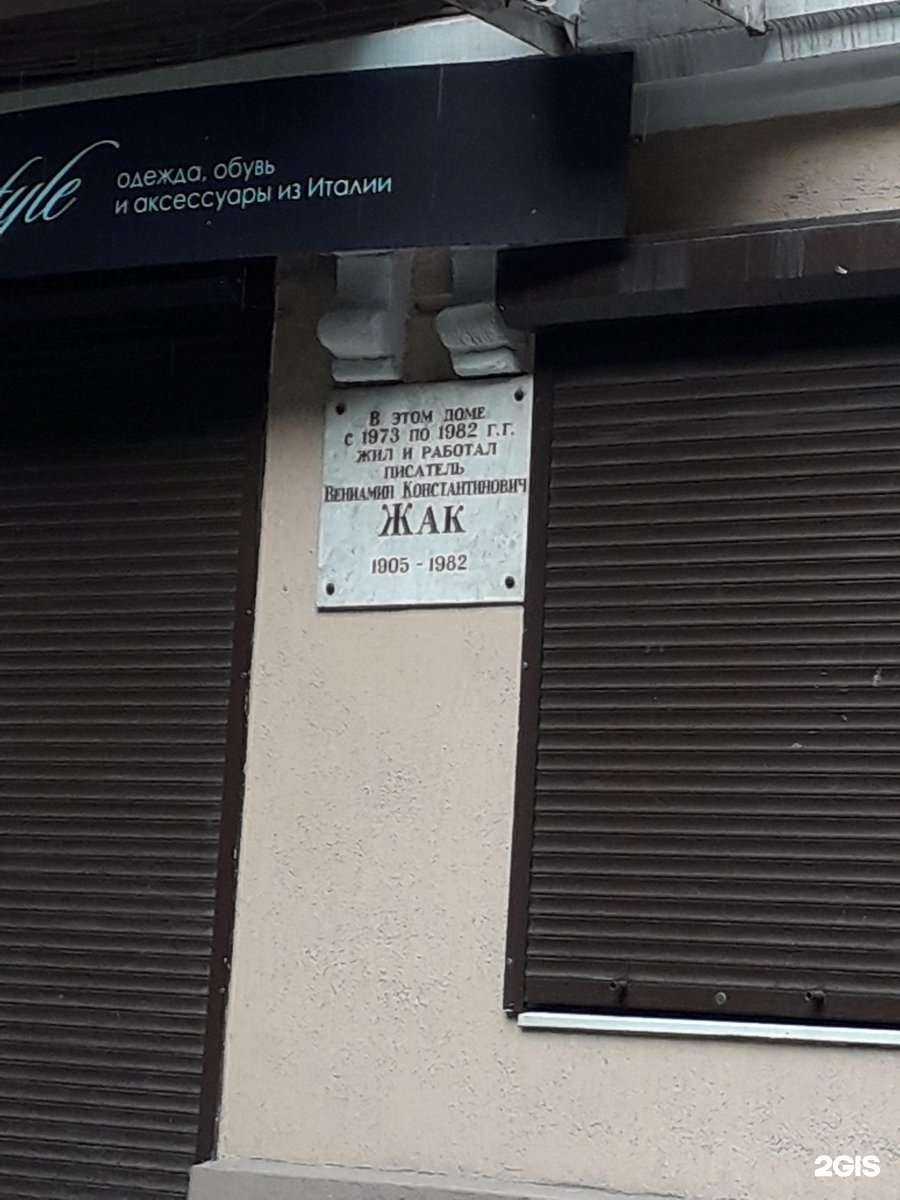 одежда, обувь
и аксессуары из Италии
В ЭТОМ ДОМЕ
С 1973 ПО 1982 Г.Г.
ЖИЛ И РАБОТАЛ
ПИСАТЕЛЬ
ВЕНИАМИН КОНСТАНТИНОВИЧ
ЖАК
1905 - 1982
2GIS